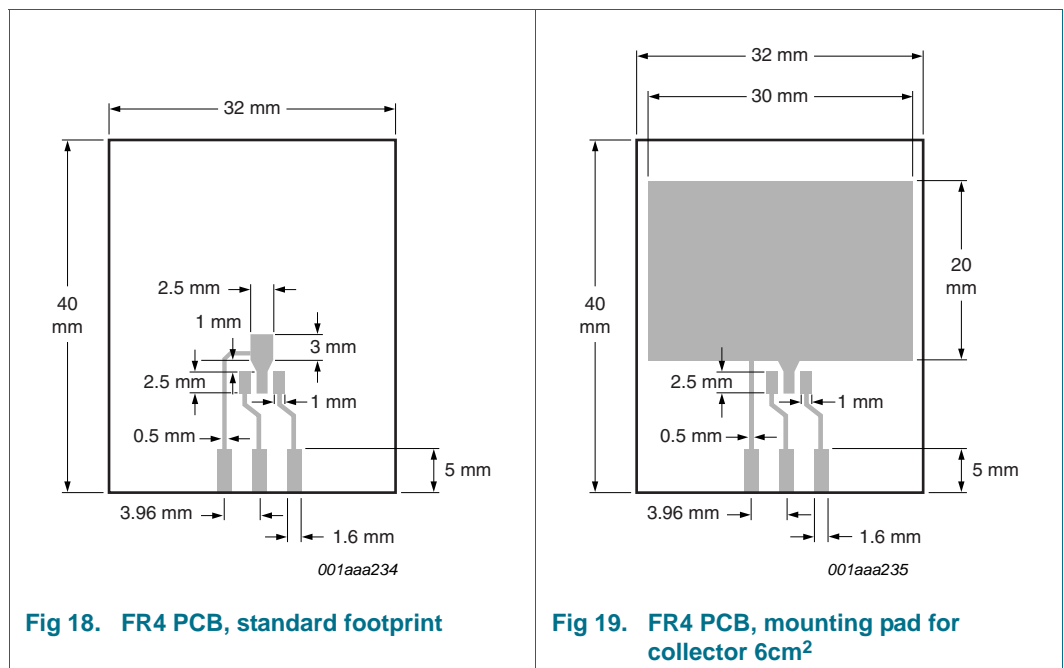 32 mm
40
mm
2.5 mm
1 mm
3 mm
2.5 mm
1 mm
0.5 mm
5 mm
3.96 mm
1.6 mm
001aaa234
Fig 18. FR4 PCB, standard footprint
32 mm
30 mm
40
mm
20
mm
2.5 mm
1 mm
0.5 mm
5 mm
3.96 mm
1.6 mm
001aaa235
Fig 19. FR4 PCB, mounting pad for
collector 6cm²